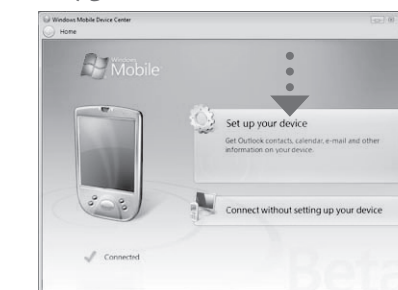 Windows Mobile Device Center
Home
Windows
Mobile
Set up your device
Get Outlook contacts, calendar, e-mail and other
information on your device.
Connect without setting up your device
Connected
Beta